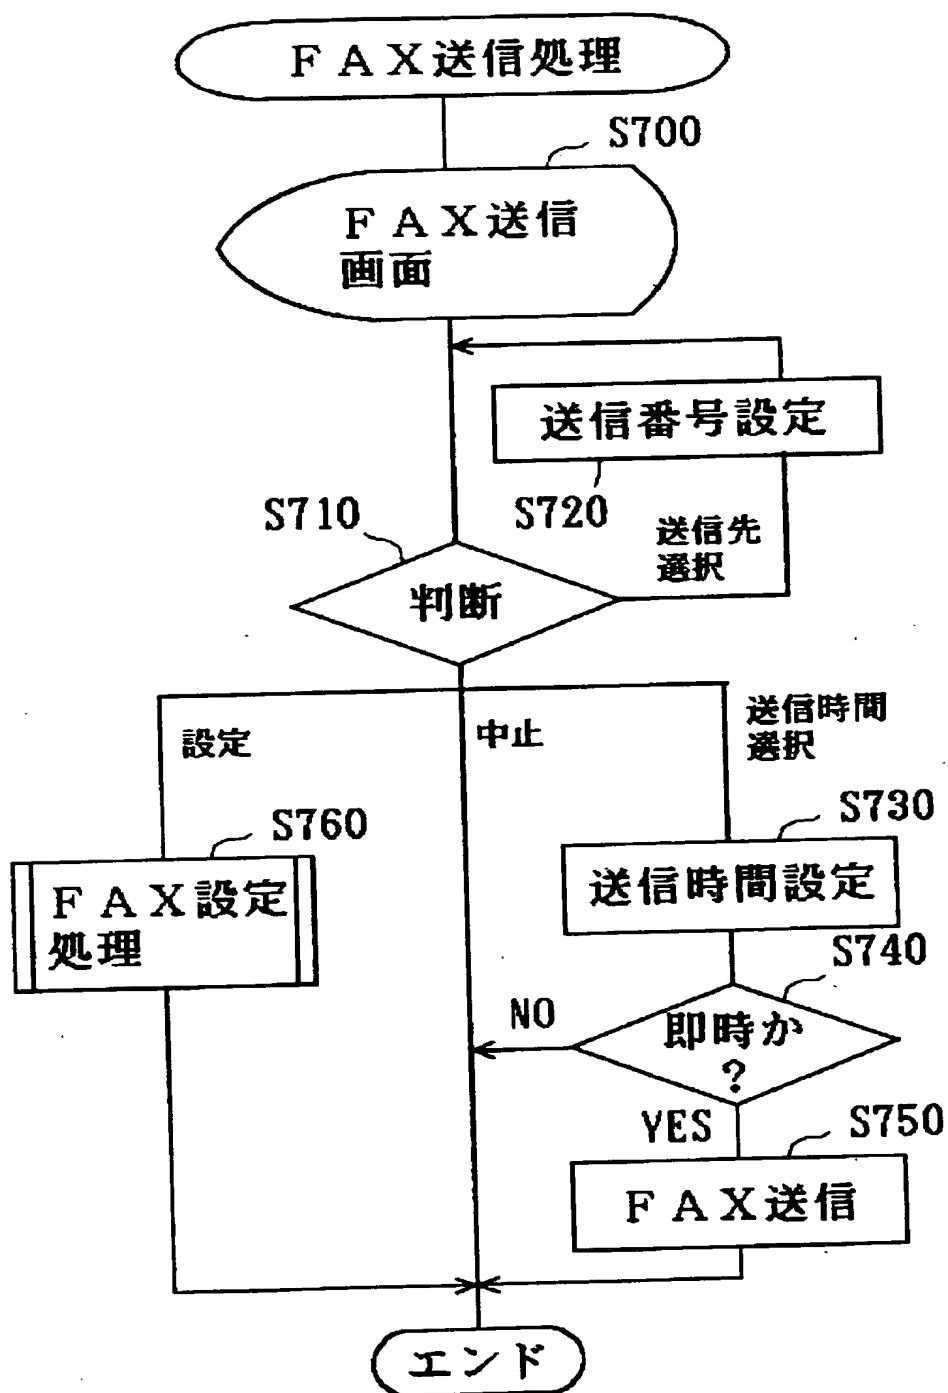 FAX送信処理
S700
FAX送信
画面
送信番号設定
S720
S710
送信先
選択
判断
設定
中止
送信時間
選択
S760
S730
FAX設定
処理
送信時間設定
S740
NO
即時か
?
YES
S750
FAX送信
エンド